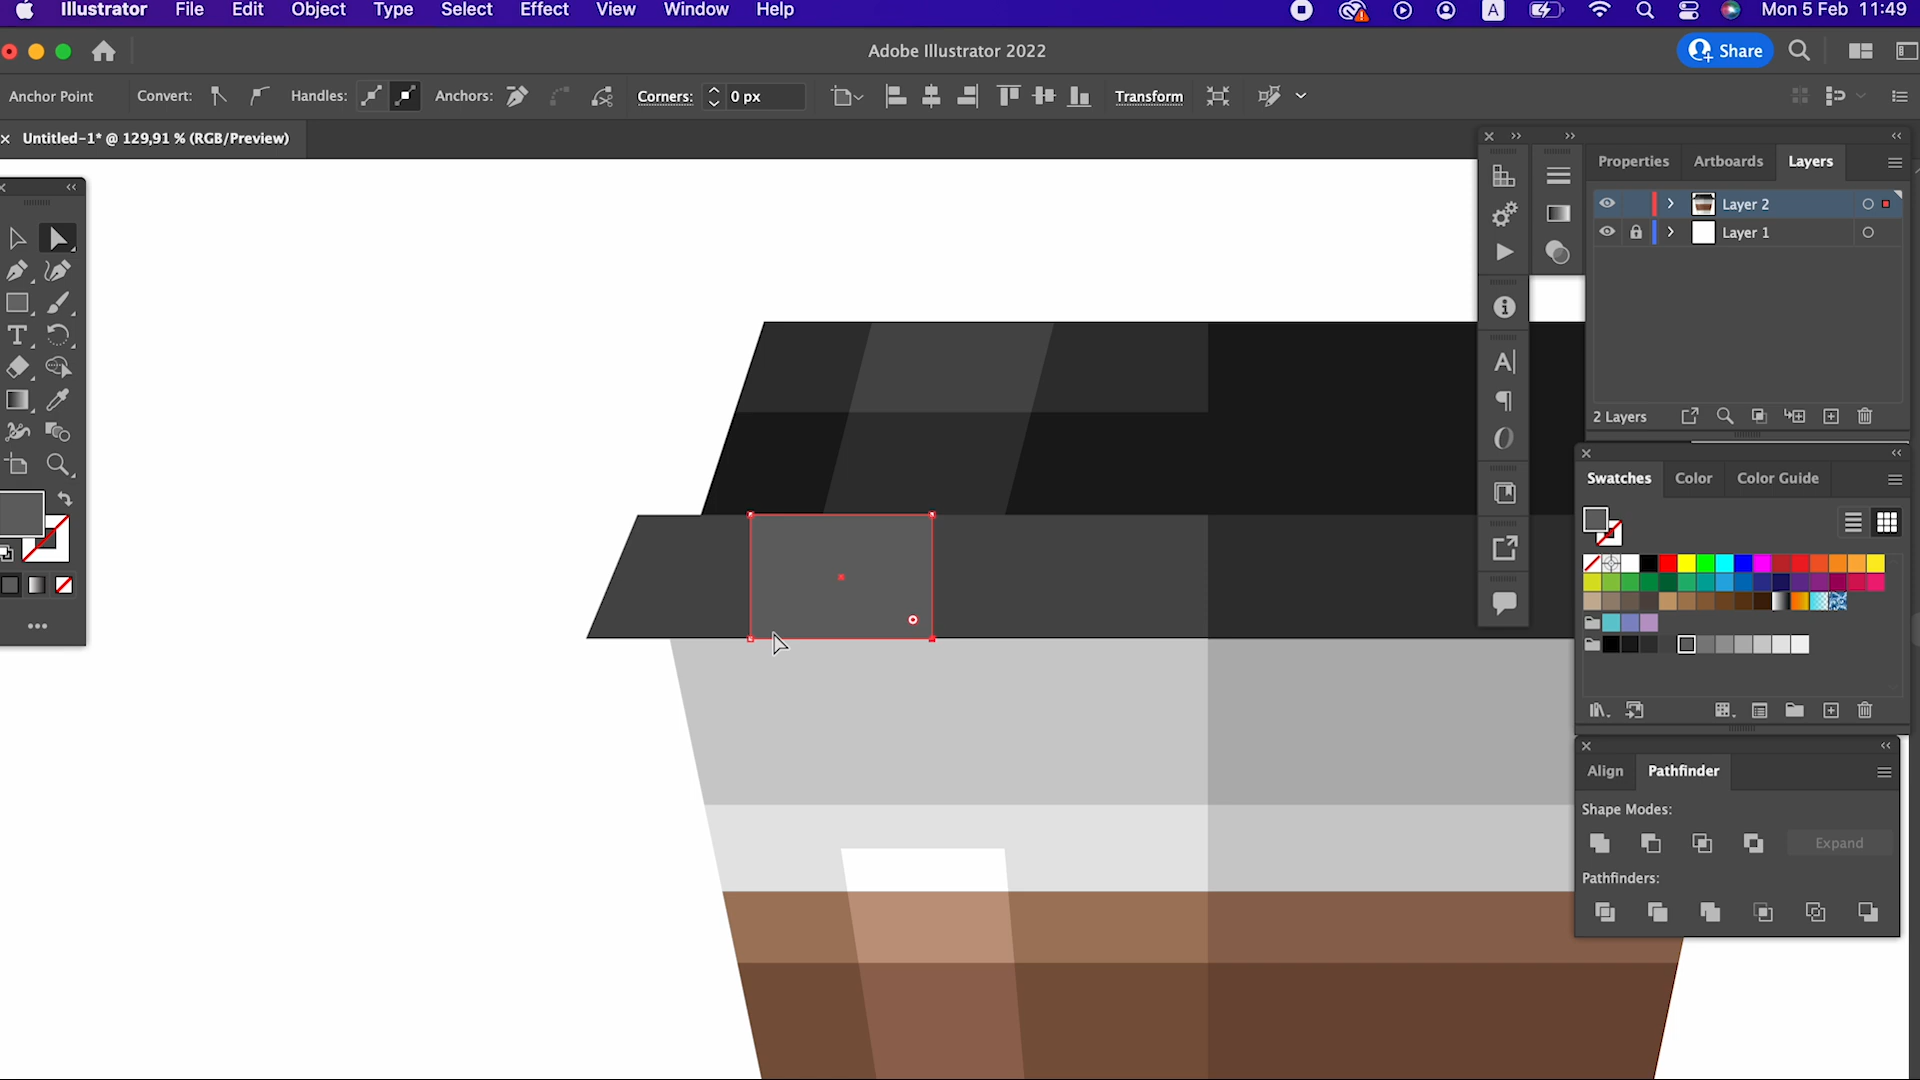 Illustrator File Edit Object Type Select Effect View Window Help A Mon 5 Feb 11:49
Adobe Illustrator 2022 Share
Anchor Point Convert: Handles: Anchors: Corners: 0 px Transform
Untitled-1* @ 129,91 % (RGB/Preview)
Properties Artboards Layers
Layer 2
Layer 1
2 Layers
Swatches Color Color Guide
Align Pathfinder
Shape Modes:
Expand
Pathfinders: